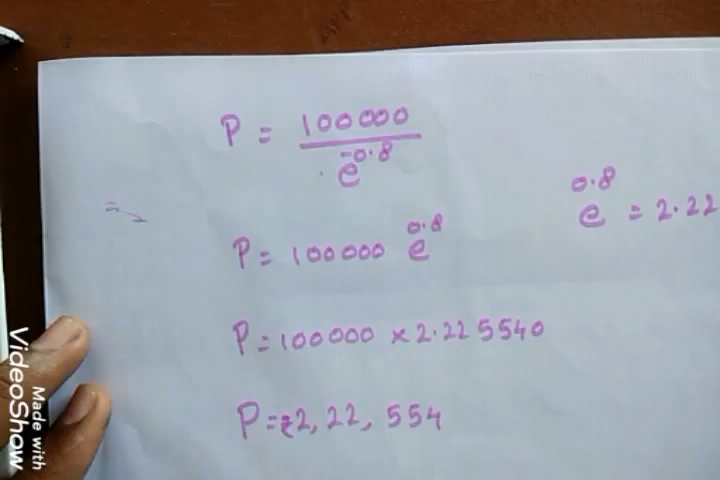 P = 100000 / e^-0.8
e^0.8 = 2.22
P = 100000 e^0.8
P = 100000 × 2.225540
P = 2,22,554
Made with
VideoShow